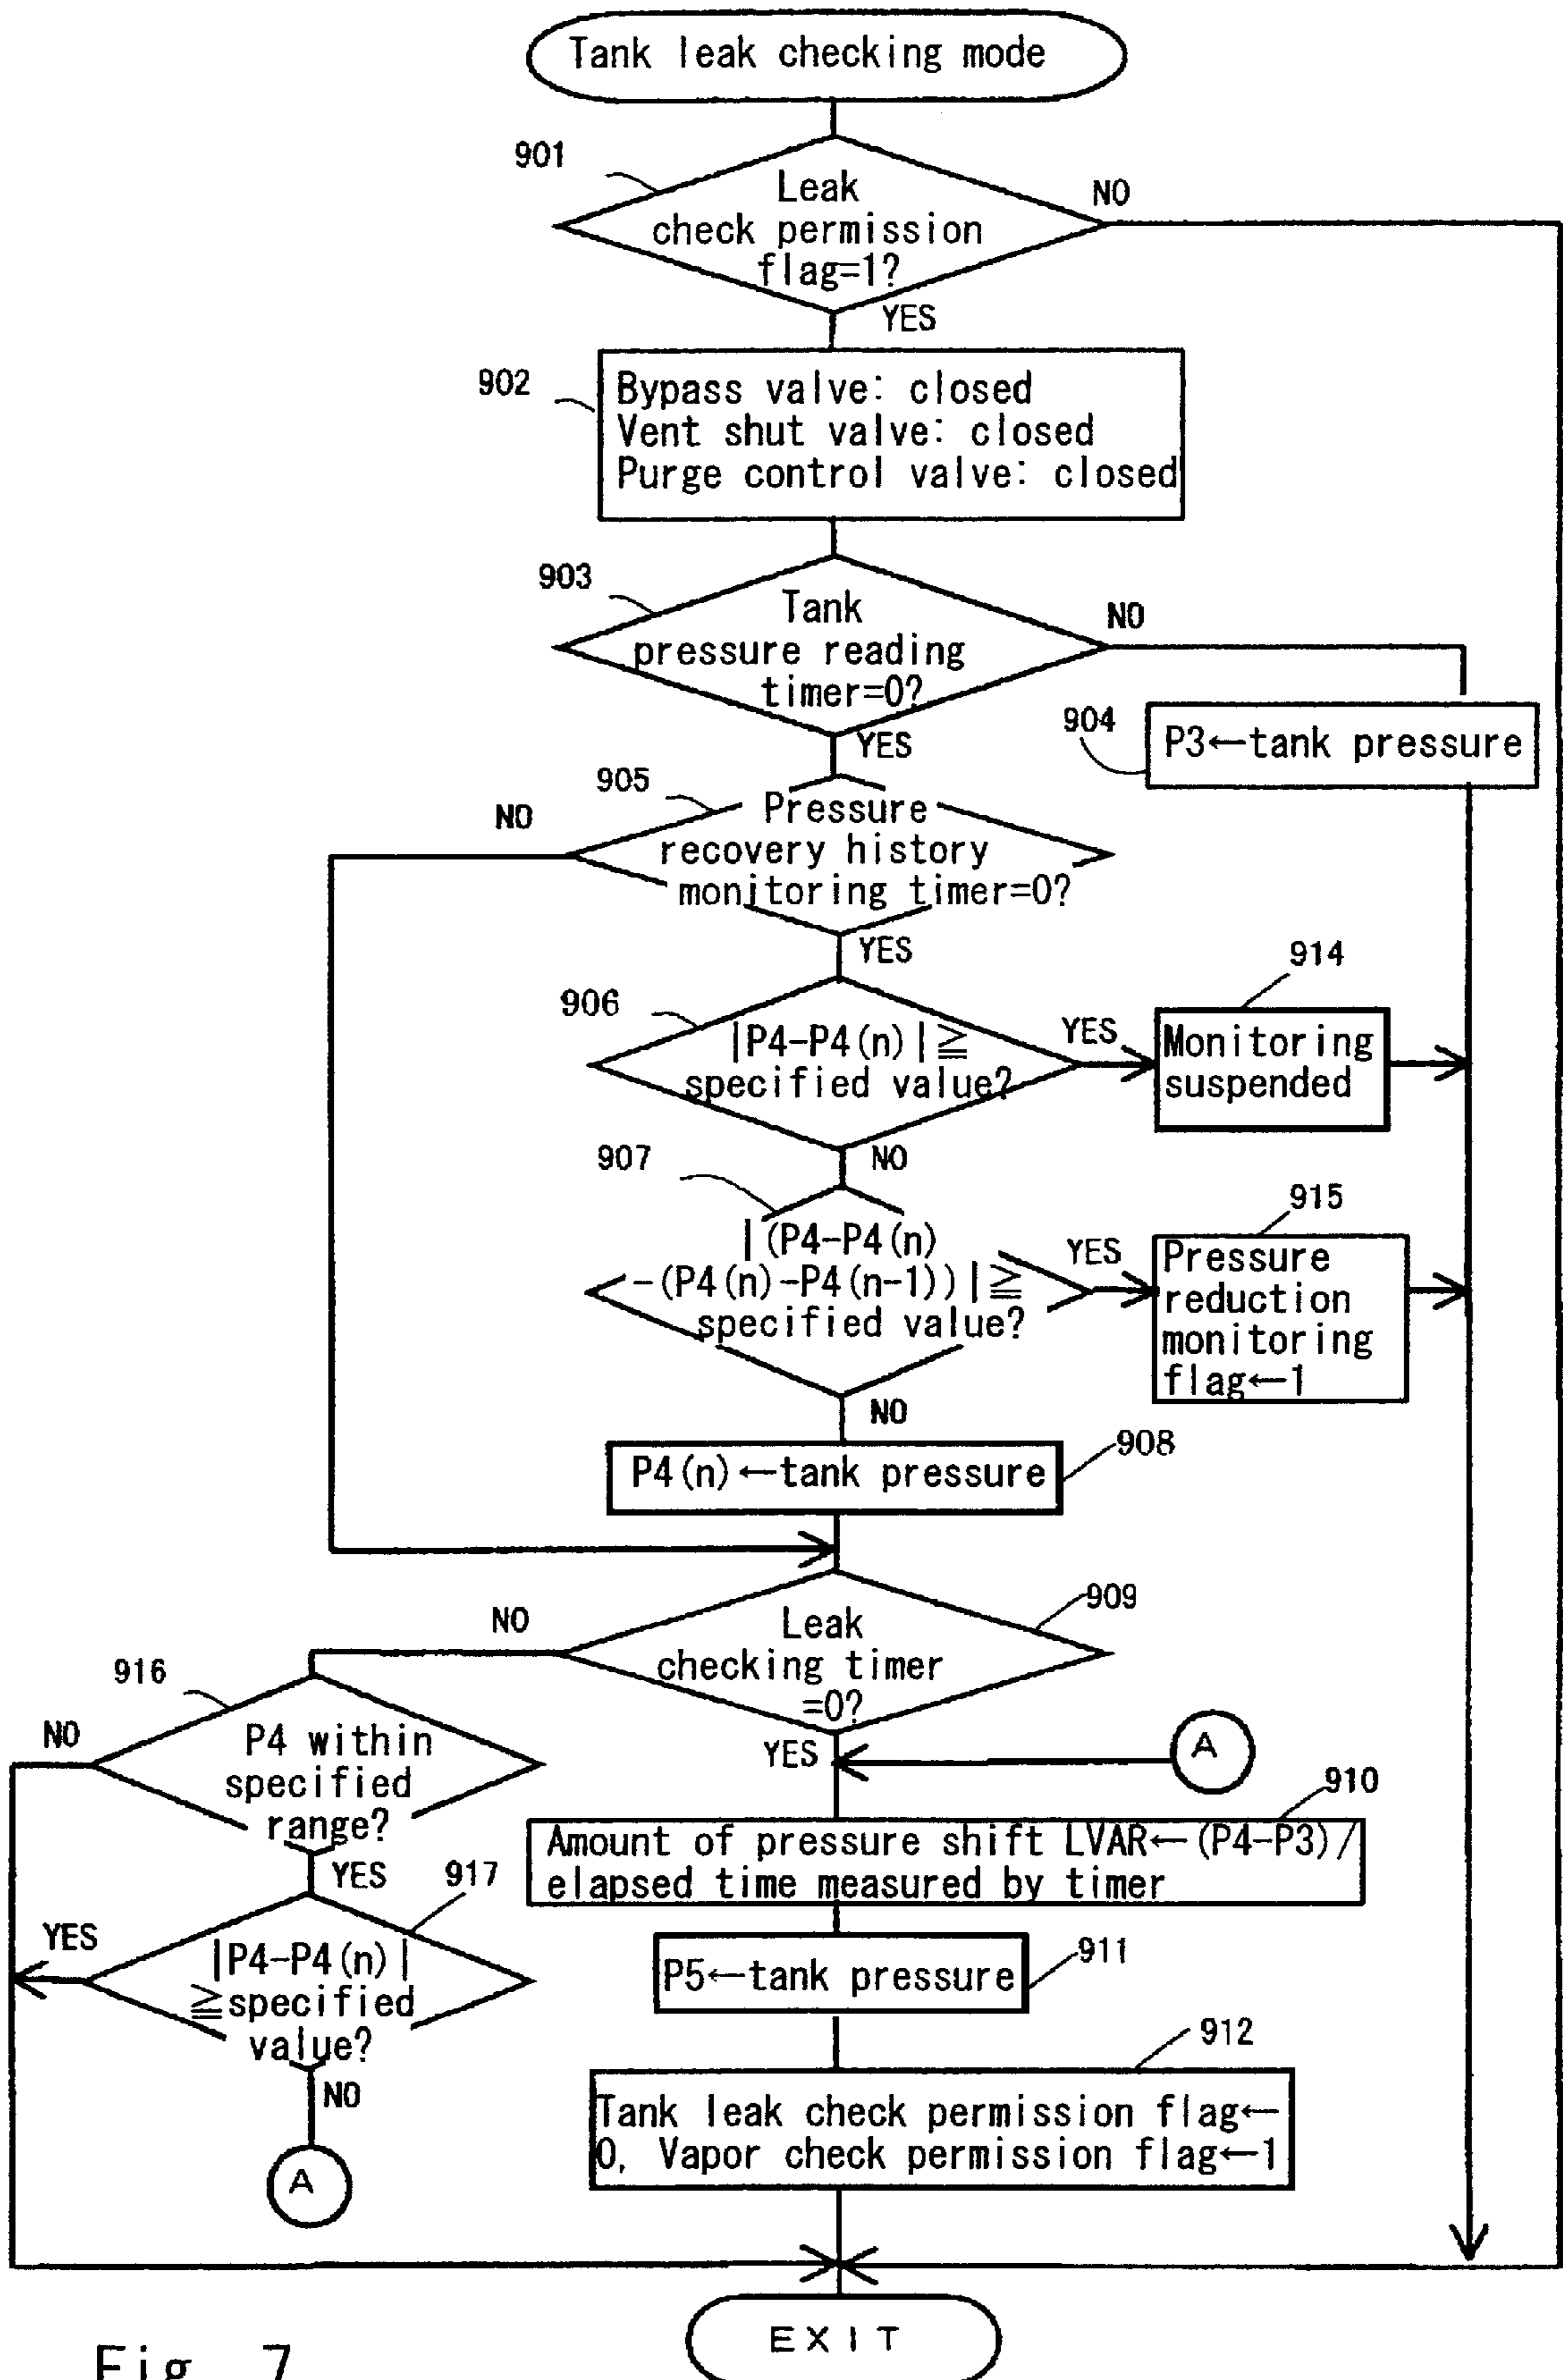 Tank leak checking mode
901
Leak
check permission
flag=1?
NO
YES
902
Bypass valve: closed
Vent shut valve: closed
Purge control valve: closed
903
Tank
pressure reading
timer=0?
NO
YES
904
P3←tank pressure
905
Pressure
recovery history
monitoring timer=0?
NO
YES
906
|P4-P4(n)|≧
specified value?
YES
914
Monitoring
suspended
NO
907
|(P4-P4(n)
-(P4(n)-P4(n-1))|≧
specified value?
YES
915
Pressure
reduction
monitoring
flag←1
NO
908
P4(n)←tank pressure
909
Leak
checking timer
=0?
NO
YES
916
P4 within
specified
range?
NO
YES
A
910
Amount of pressure shift LVAR←(P4-P3)/
elapsed time measured by timer
917
|P4-P4(n)|
≧specified
value?
YES
NO
A
911
P5←tank pressure
912
Tank leak check permission flag←
0, Vapor check permission flag←1
EXIT
Fig. 7